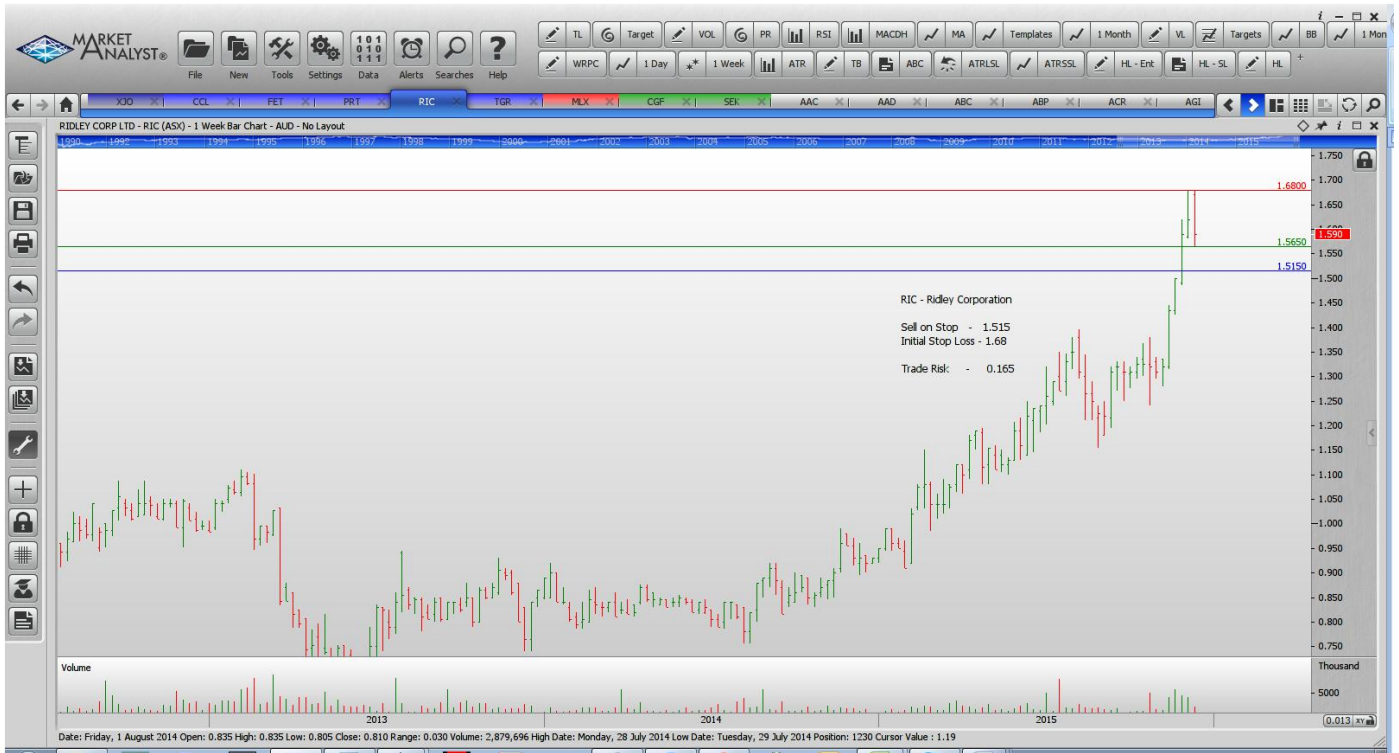 i
MARKET
ANALYST®
File New Tools Settings Data Alerts Searches Help
TL Target VOL PR RSI MACDH MA Templates 1 Month VL Targets BB 1 Mon
WRPC 1 Day 1 Week ATR TB ABC ATRLSL ATRSSL HL - Ent HL - SL HL +
XJO CCL FET PRT RIC TGR MLX CGF SEK AAC AAD ABC ABP ACR AGI
RIDLEY CORP LTD - RIC (ASX) - 1 Week Bar Chart - AUD - No Layout
i
1990 1992 1993 1994 1995 1996 1997 1998 1999 2000 2001 2002 2003 2004 2005 2006 2007 2008 2009 2010 2011 2012 2013 2014 2015
1.750
1.700
1.6800
1.650
1.590
1.5650
1.550
1.5150
1.500
RIC - Ridley Corporation
1.450
Sell on Stop - 1.515
1.400
Initial Stop Loss - 1.68
1.350
Trade Risk - 0.165
1.300
1.250
1.200
1.150
1.100
1.050
1.000
0.950
0.900
0.850
0.800
0.750
Volume
Thousand
5000
2013 2014 2015
0.013 XY
Date: Friday, 1 August 2014 Open: 0.835 High: 0.835 Low: 0.805 Close: 0.810 Range: 0.030 Volume: 2,879,696 High Date: Monday, 28 July 2014 Low Date: Tuesday, 29 July 2014 Position: 1230 Cursor Value : 1.19